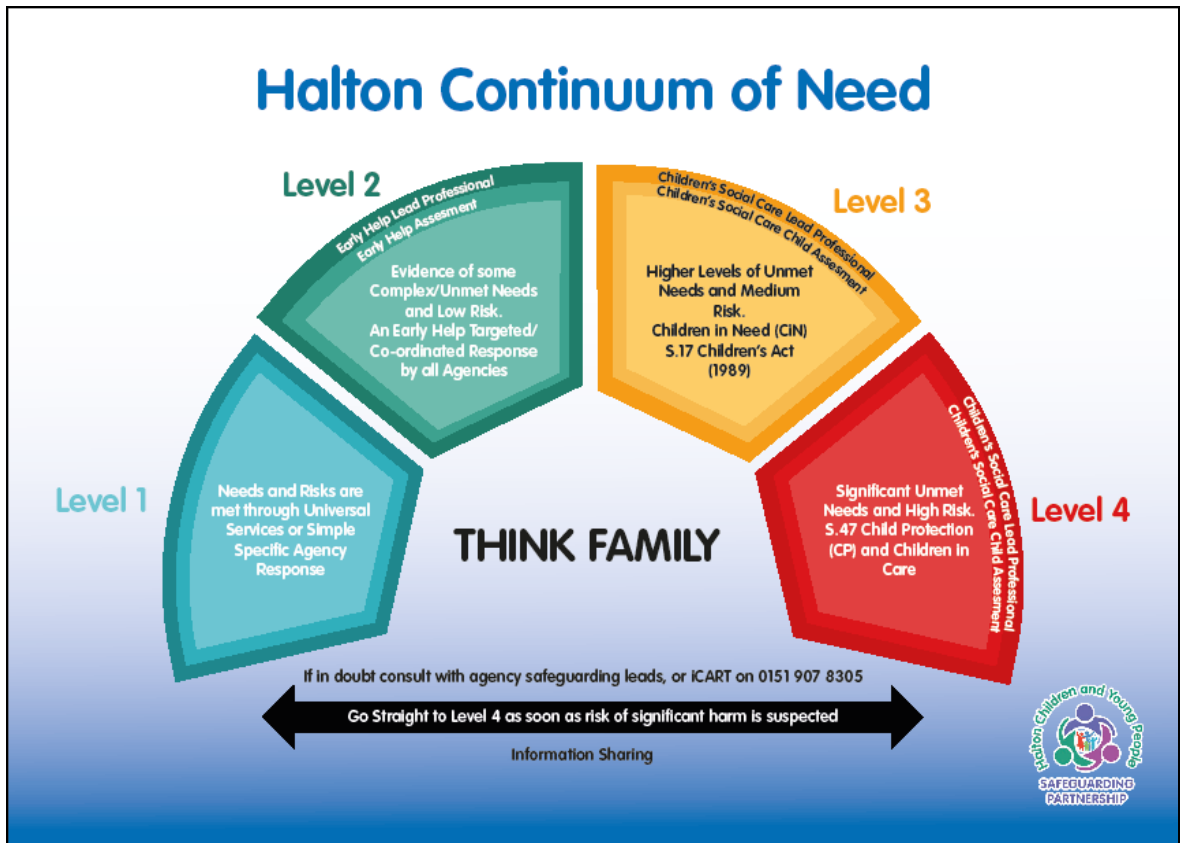 Halton Continuum of Need
Level 1
Needs and Risks are
met through Universal
Services or Simple
Specific Agency
Response
Level 2
Early Help Lead Professional
Early Help Assesment
Evidence of some
Complex/Unmet Needs
and Low Risk.
An Early Help Targeted/
Co-ordinated Response
by all Agencies
Level 3
Children's Social Care Lead Professional
Children's Social Care Child Assesment
Higher Levels of Unmet
Needs and Medium
Risk.
Children in Need (CiN)
S.17 Children's Act
(1989)
Level 4
Children's Social Care Lead Professional
Children's Social Care Child Assesment
Significant Unmet
Needs and High Risk.
S.47 Child Protection
(CP) and Children in
Care
THINK FAMILY
If in doubt consult with agency safeguarding leads, or iCART on 0151 907 8305
Go Straight to Level 4 as soon as risk of significant harm is suspected
Information Sharing
Halton Children and Young People
SAFEGUARDING
PARTNERSHIP